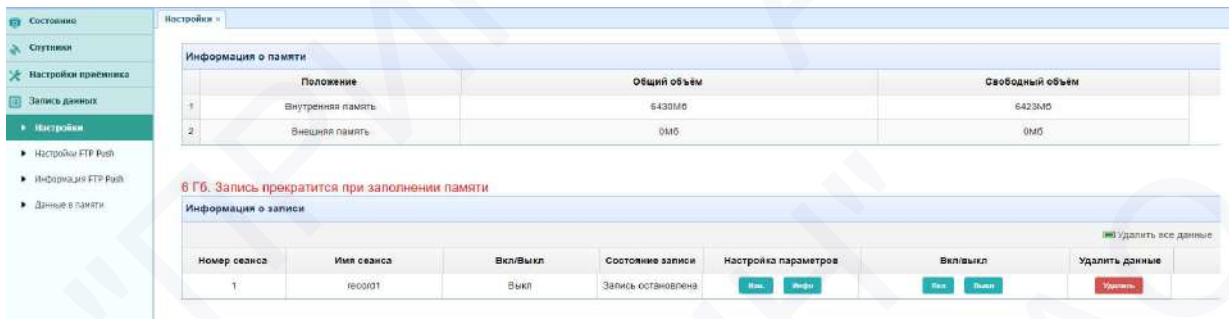 Состояние
Спутники
Настройки приёмника
Запись данных
Настройки
Настройки FTP Push
Информация FTP Push
Данные в памяти
Настройки ×
Информация о памяти
Положение Общий объём Свободный объём
1 Внутренняя память 6430Мб 6423Мб
2 Внешняя память 0Мб 0Мб
6 Гб. Запись прекратится при заполнении памяти
Информация о записи
Удалить все данные
Номер сеанса Имя сеанса Вкл/Выкл Состояние записи Настройка параметров Вкл/выкл Удалить данные
1 record1 Выкл Запись остановлена Изм. Инфо Вкл Выкл Удалить